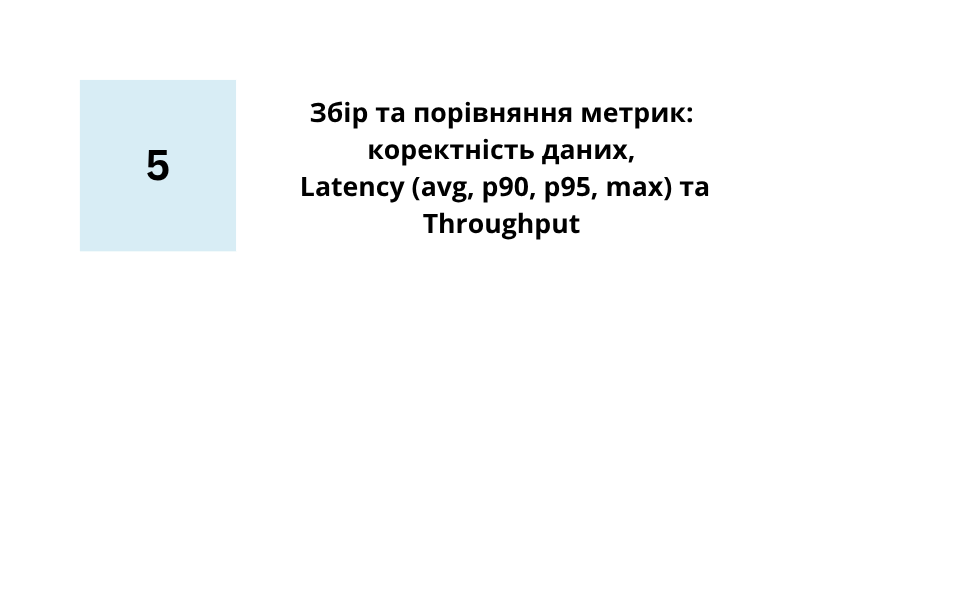 5
Збір та порівняння метрик:
коректність даних,
Latency (avg, p90, p95, max) та
Throughput